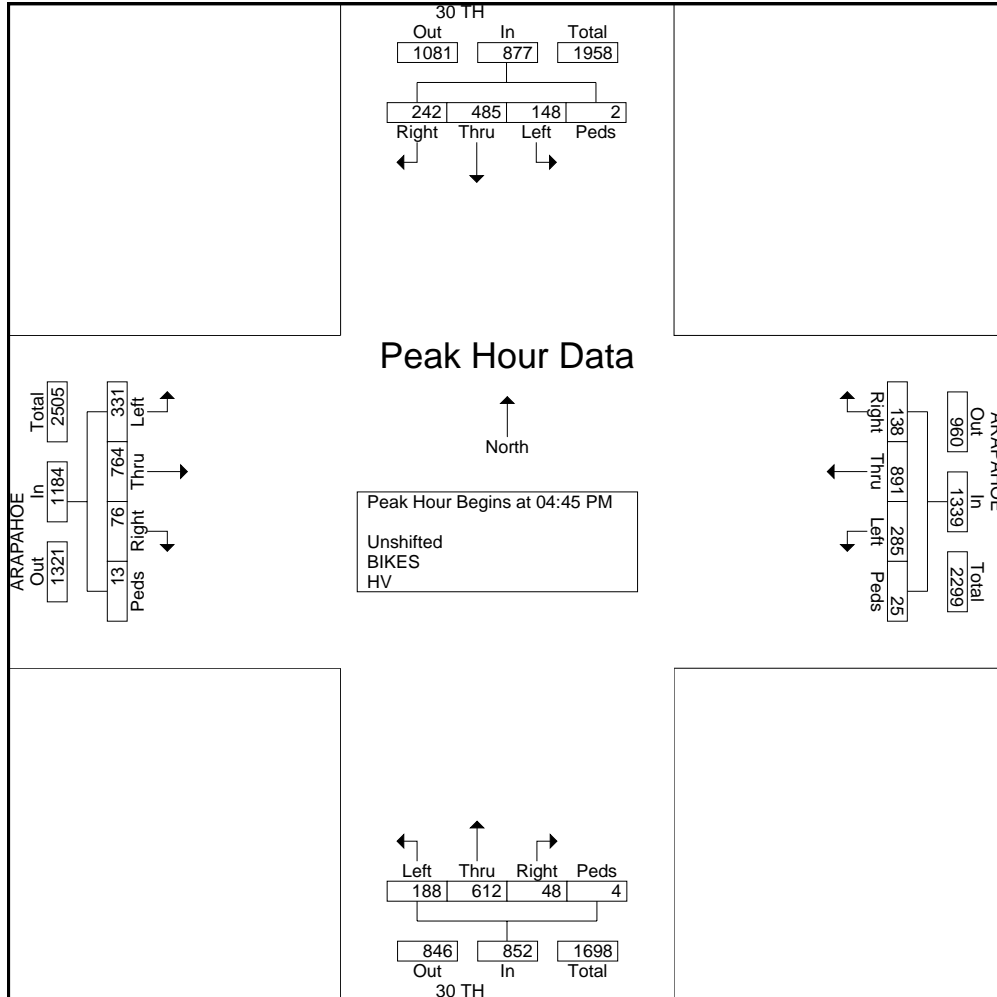 30 TH
Out In Total
1081 877 1958
242 485 148 2
Right Thru Left Peds
Peak Hour Data
North
Peak Hour Begins at 04:45 PM
Unshifted
BIKES
HV
ARAPAHOE
Total In Out
2505 1184 1321
331 764 76 13
Left Thru Right Peds
ARAPAHOE
Out In Total
960 1339 2299
138 891 285 25
Right Thru Left Peds
Left Thru Right Peds
188 612 48 4
846 852 1698
Out In Total
30 TH